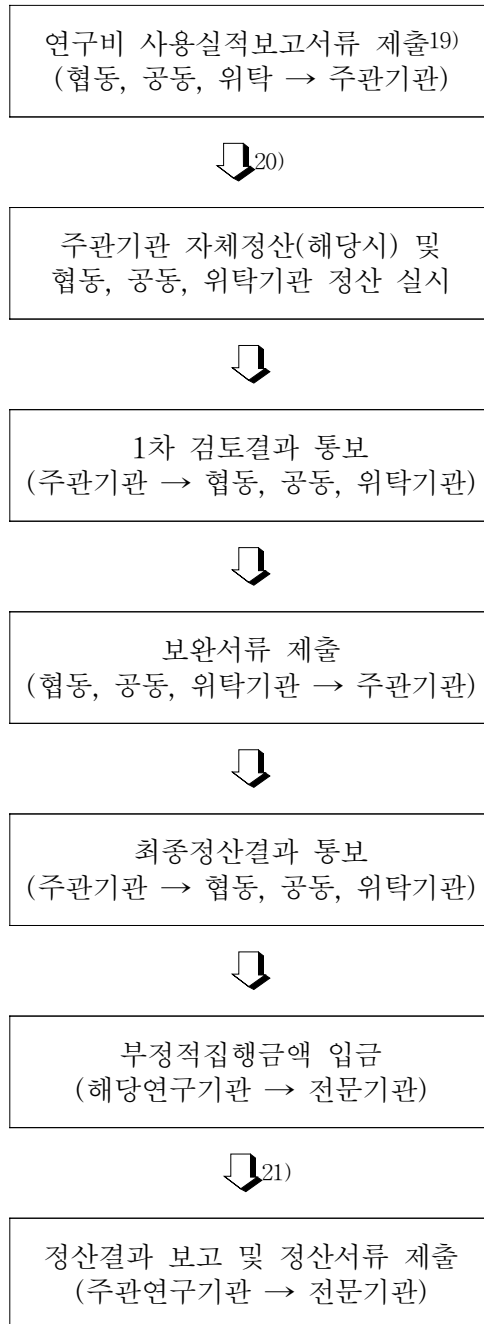 연구비 사용실적보고서류 제출19)
(협동, 공동, 위탁 → 주관기관)
20)
주관기관 자체정산(해당시) 및
협동, 공동, 위탁기관 정산 실시
1차 검토결과 통보
(주관기관 → 협동, 공동, 위탁기관)
보완서류 제출
(협동, 공동, 위탁기관 → 주관기관)
최종정산결과 통보
(주관기관 → 협동, 공동, 위탁기관)
부정적집행금액 입금
(해당연구기관 → 전문기관)
21)
정산결과 보고 및 정산서류 제출
(주관연구기관 → 전문기관)